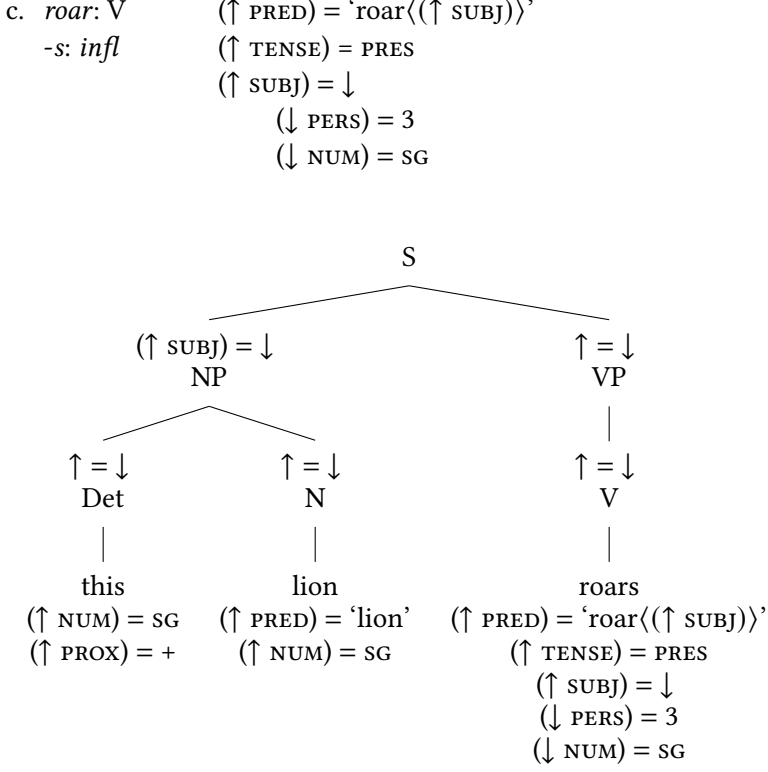 c. roar: V (↑ PRED) = ‘roar⟨(↑ SUBJ)⟩’
-s: infl (↑ TENSE) = PRES
(↑ SUBJ) = ↓
(↓ PERS) = 3
(↓ NUM) = SG
S
(↑ SUBJ) = ↓ ↑ = ↓
NP VP
↑ = ↓ ↑ = ↓ ↑ = ↓
Det N V
this lion roars
(↑ NUM) = SG (↑ PRED) = ‘lion’ (↑ PRED) = ‘roar⟨(↑ SUBJ)⟩’
(↑ PROX) = + (↑ NUM) = SG (↑ TENSE) = PRES
(↑ SUBJ) = ↓
(↓ PERS) = 3
(↓ NUM) = SG